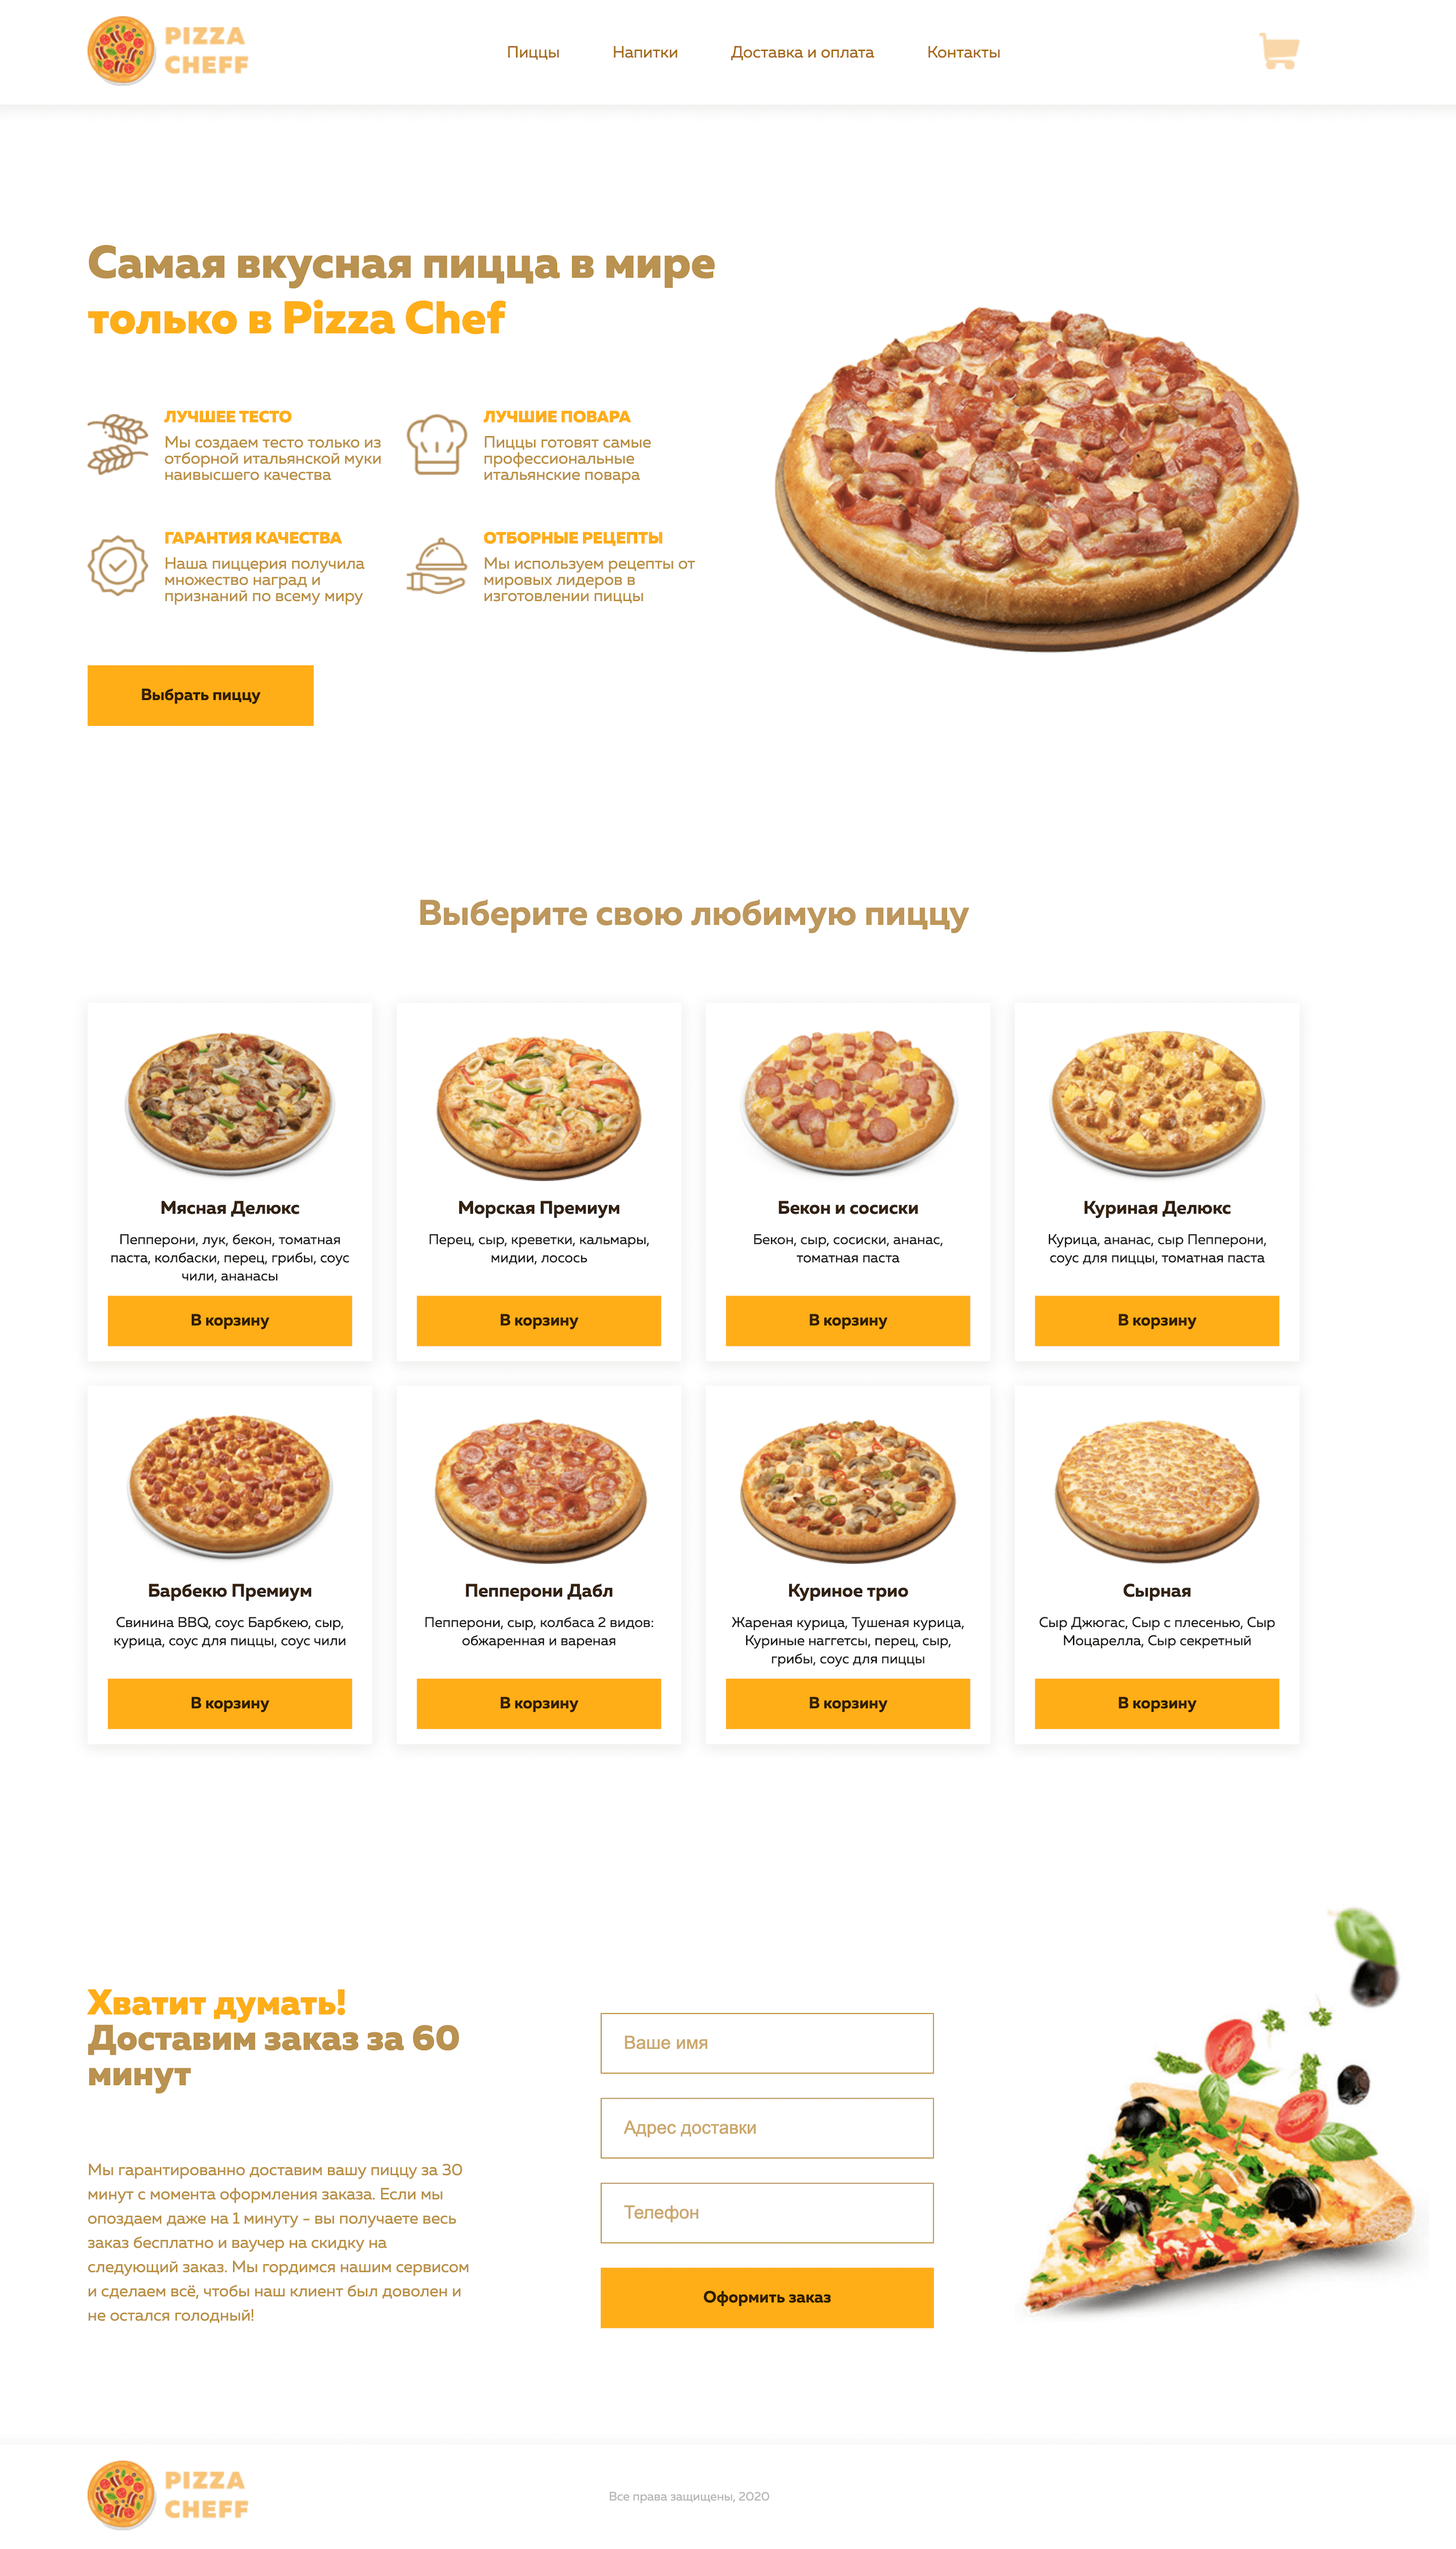 PIZZA
CHEFF
Пиццы
Напитки
Доставка и оплата
Контакты
Самая вкусная пицца в мире
только в Pizza Chef
ЛУЧШЕЕ ТЕСТО
Мы создаем тесто только из
отборной итальянской муки
наивысшего качества
ЛУЧШИЕ ПОВАРА
Пиццы готовят самые
профессиональные
итальянские повара
ГАРАНТИЯ КАЧЕСТВА
Наша пиццерия получила
множество наград и
признаний по всему миру
ОТБОРНЫЕ РЕЦЕПТЫ
Мы используем рецепты от
мировых лидеров в
изготовлении пиццы
Выбрать пиццу
Выберите свою любимую пиццу
Мясная Делюкс
Пепперони, лук, бекон, томатная
паста, колбаски, перец, грибы, соус
чили, ананасы
В корзину
Морская Премиум
Перец, сыр, креветки, кальмары,
мидии, лосось
В корзину
Бекон и сосиски
Бекон, сыр, сосиски, ананас,
томатная паста
В корзину
Куриная Делюкс
Курица, ананас, сыр Пепперони,
соус для пиццы, томатная паста
В корзину
Барбекю Премиум
Свинина BBQ, соус Барбкею, сыр,
курица, соус для пиццы, соус чили
В корзину
Пепперони Дабл
Пепперони, сыр, колбаса 2 видов:
обжаренная и вареная
В корзину
Куриное трио
Жареная курица, Тушеная курица,
Куриные наггетсы, перец, сыр,
грибы, соус для пиццы
В корзину
Сырная
Сыр Джюгас, Сыр с плесенью, Сыр
Моцарелла, Сыр секретный
В корзину
Хватит думать!
Доставим заказ за 60
минут
Мы гарантированно доставим вашу пиццу за 30
минут с момента оформления заказа. Если мы
опоздаем даже на 1 минуту - вы получаете весь
заказ бесплатно и ваучер на скидку на
следующий заказ. Мы гордимся нашим сервисом
и сделаем всё, чтобы наш клиент был доволен и
не остался голодный!
Ваше имя
Адрес доставки
Телефон
Оформить заказ
PIZZA
CHEFF
Все права защищены, 2020